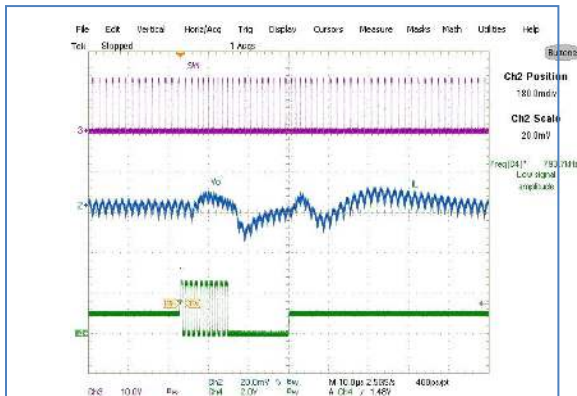 File Edit Vertical Horiz/Acq Trig Display Cursors Measure Masks Math Utilities Help
Tek Stopped 1 Acqs
Buttons
SW
Ch2 Position
180.0mdiv
Ch2 Scale
20.0mV
3
Low signal
amplitude
Vo
IL
2
Ch2 20.0mV
M 10.0µs
400ps/pt
Ch3 10.0V
Ch4 2.0V
A Ch4 / 1.48V